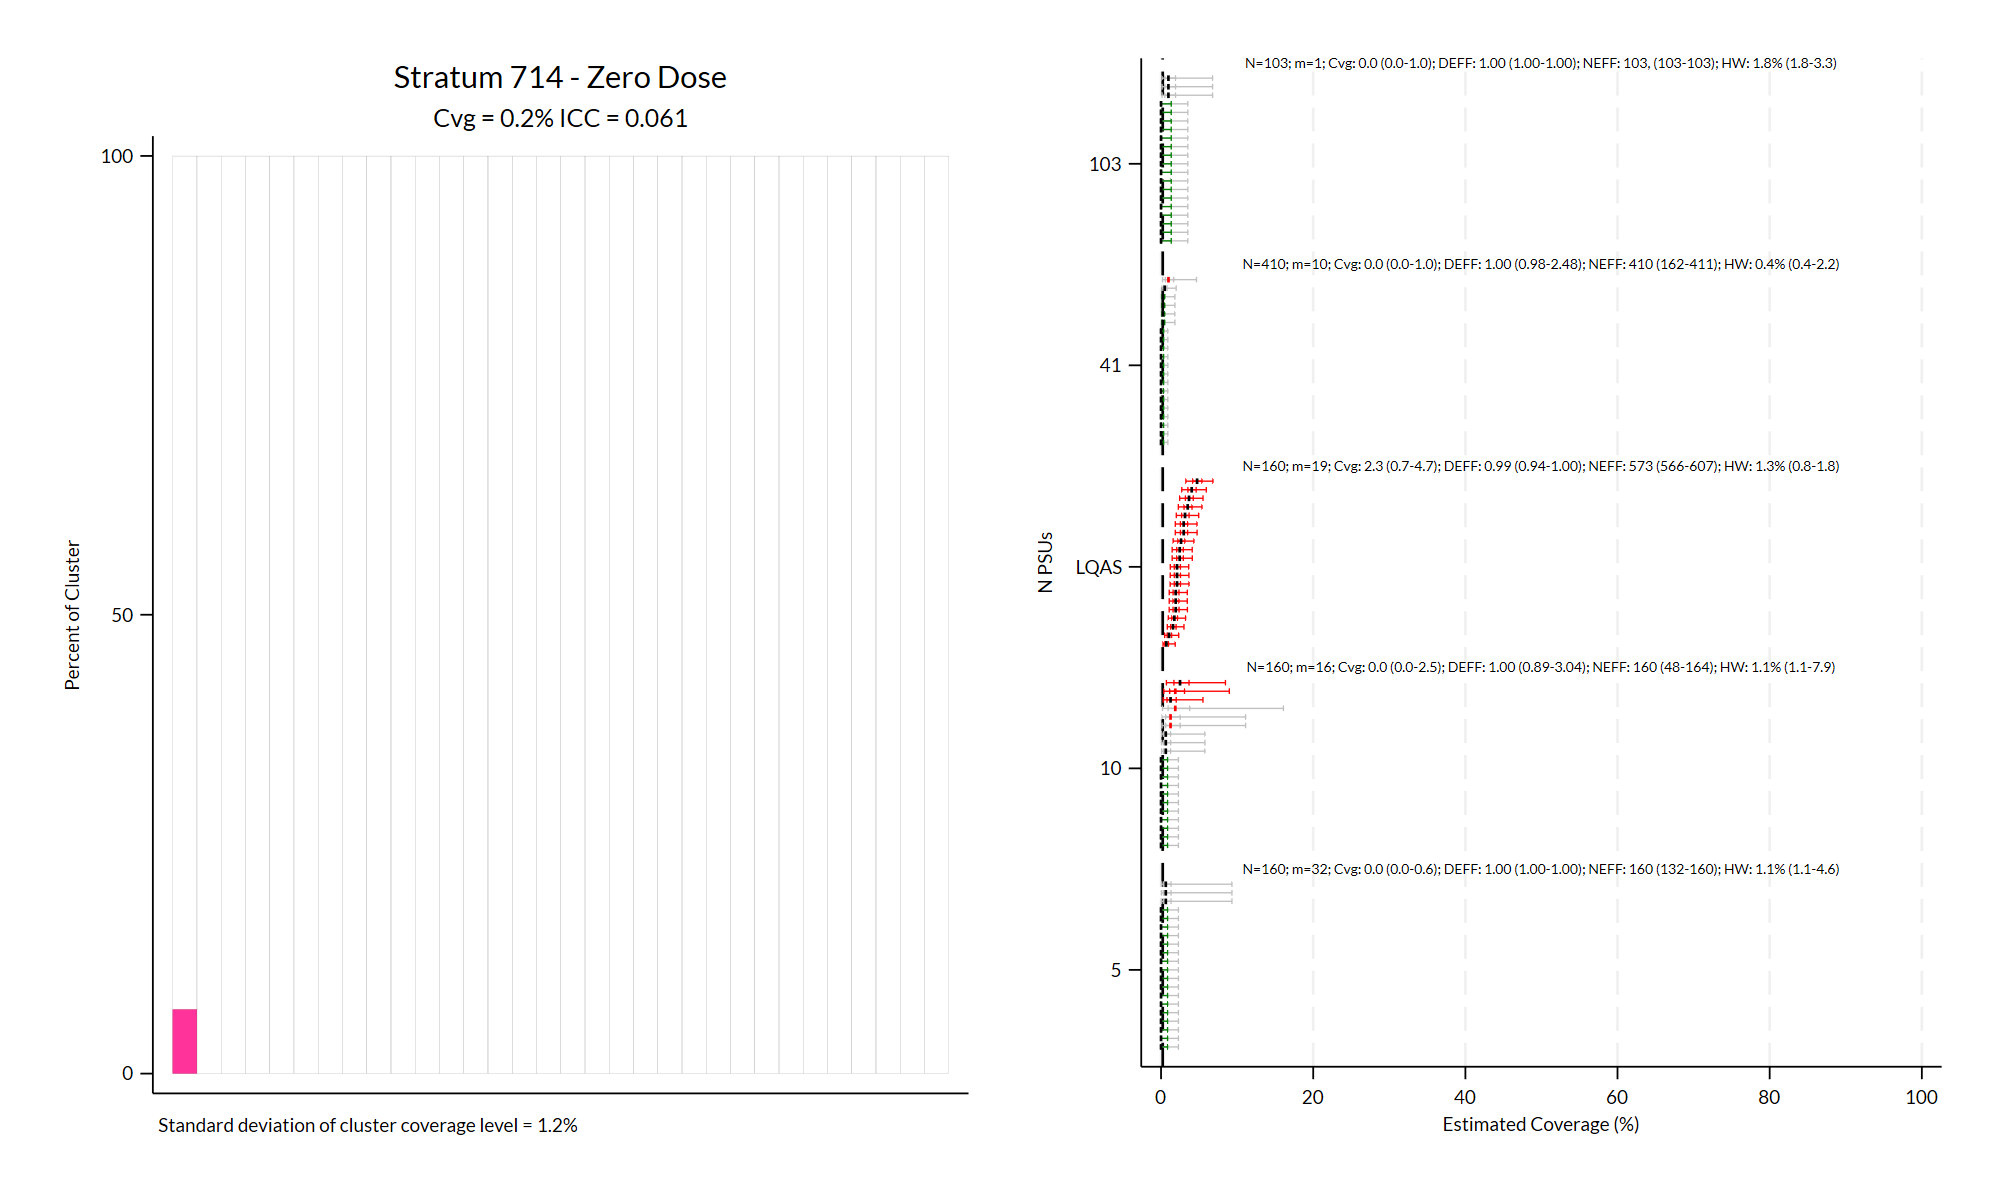 Stratum 714 - Zero Dose
Cvg = 0.2% ICC = 0.061
100
50
0
Percent of Cluster
Standard deviation of cluster coverage level = 1.2%
N=103; m=1; Cvg: 0.0 (0.0-1.0); DEFF: 1.00 (1.00-1.00); NEFF: 103, (103-103); HW: 1.8% (1.8-3.3)
103
N=410; m=10; Cvg: 0.0 (0.0-1.0); DEFF: 1.00 (0.98-2.48); NEFF: 410 (162-411); HW: 0.4% (0.4-2.2)
41
N=160; m=19; Cvg: 2.3 (0.7-4.7); DEFF: 0.99 (0.94-1.00); NEFF: 573 (566-607); HW: 1.3% (0.8-1.8)
LQAS
N=160; m=16; Cvg: 0.0 (0.0-2.5); DEFF: 1.00 (0.89-3.04); NEFF: 160 (48-164); HW: 1.1% (1.1-7.9)
10
N=160; m=32; Cvg: 0.0 (0.0-0.6); DEFF: 1.00 (1.00-1.00); NEFF: 160 (132-160); HW: 1.1% (1.1-4.6)
5
N PSUs
0 20 40 60 80 100
Estimated Coverage (%)